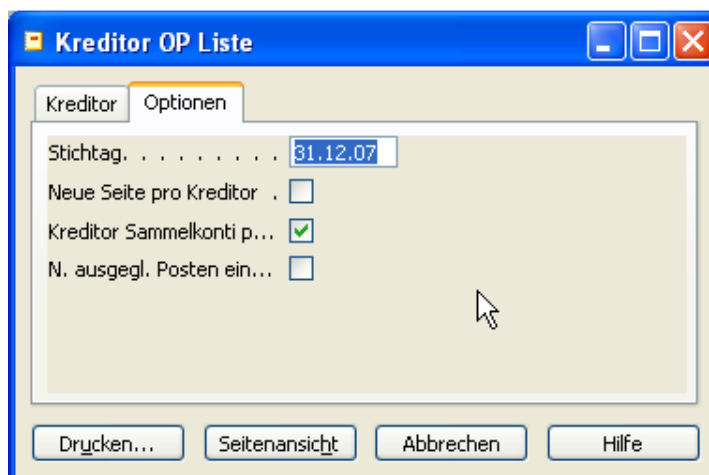 Kreditor OP Liste
Kreditor Optionen
Stichtag. . . . . . . . . . 31.12.07
Neue Seite pro Kreditor .
Kreditor Sammelkonti p...
N. ausgegl. Posten ein...
Drucken... Seitenansicht Abbrechen Hilfe